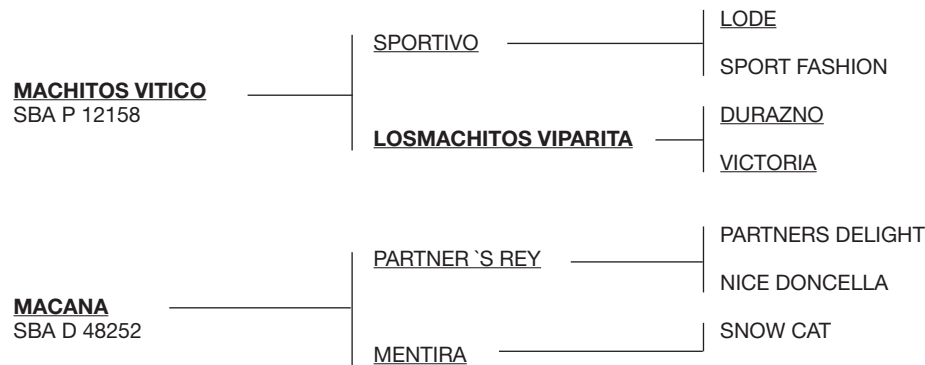 LODE
SPORTIVO
SPORT FASHION
MACHITOS VITICO
SBA P 12158
DURAZNO
LOSMACHITOS VIPARITA
VICTORIA
PARTNERS DELIGHT
PARTNER `S REY
NICE DONCELLA
MACANA
SBA D 48252
SNOW CAT
MENTIRA